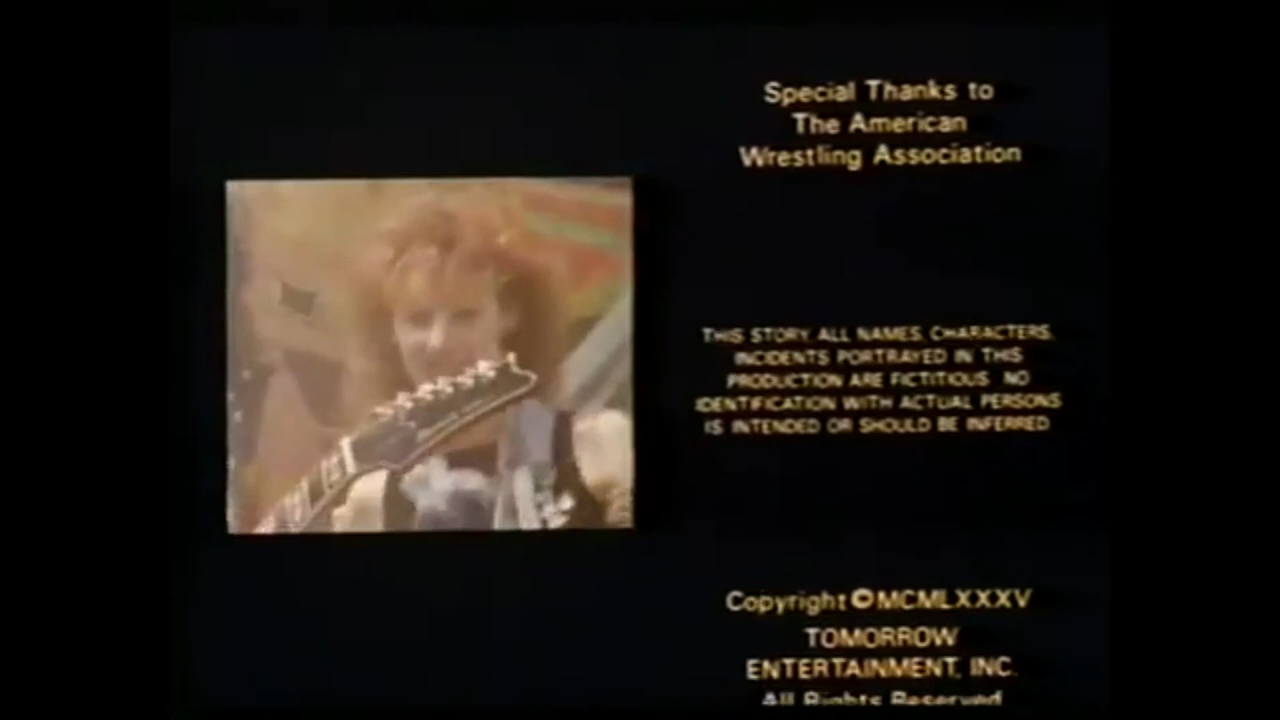 Special Thanks to
The American
Wrestling Association
THIS STORY, ALL NAMES, CHARACTERS,
INCIDENTS PORTRAYED IN THIS
PRODUCTION ARE FICTITIOUS NO
IDENTIFICATION WITH ACTUAL PERSONS
IS INTENDED OR SHOULD BE INFERRED
Copyright ©MCMLXXXV
TOMORROW
ENTERTAINMENT, INC.
All Rights Reserved